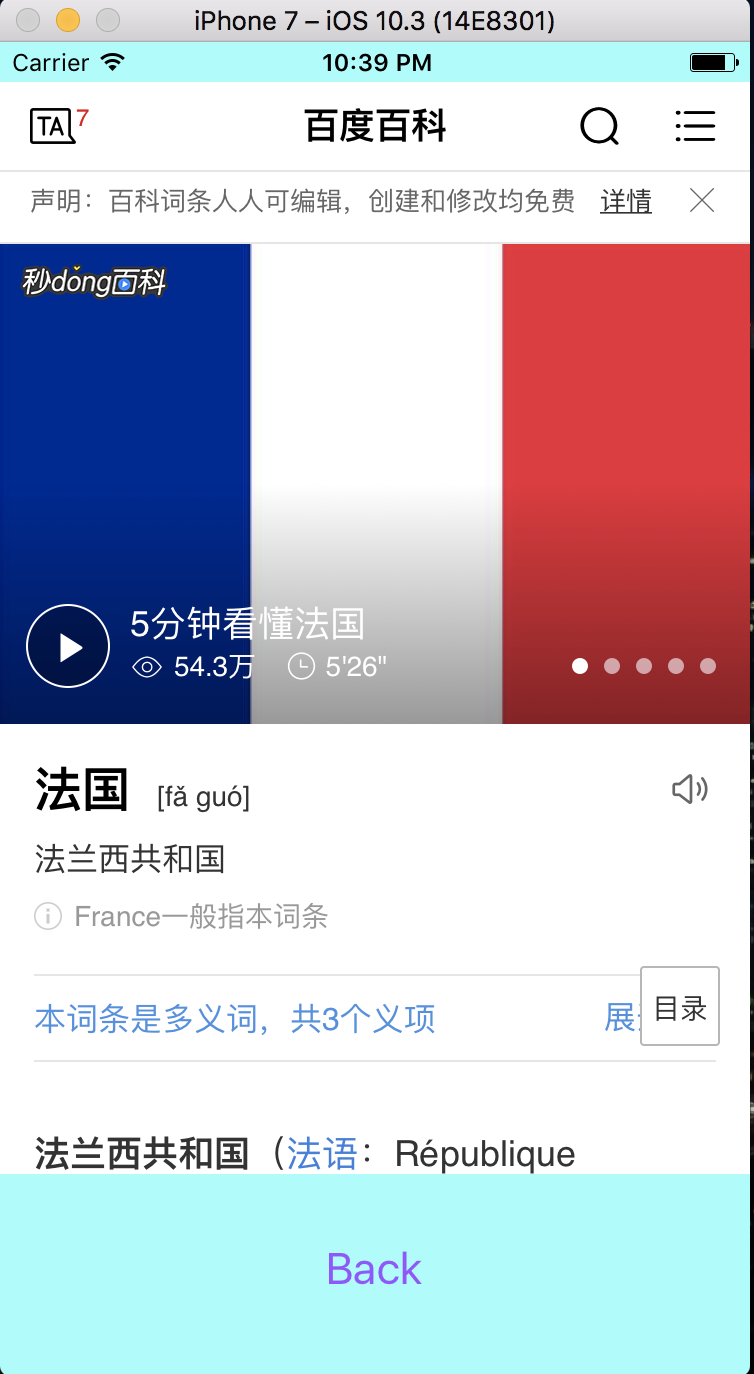 iPhone 7 – iOS 10.3 (14E8301)
Carrier 10:39 PM
TA 7 百度百科
声明：百科词条人人可编辑，创建和修改均免费 详情
秒dǒng百科
5分钟看懂法国
54.3万 5'26"
法国 [fǎ guó]
法兰西共和国
France一般指本词条
本词条是多义词，共3个义项 展
目录
法兰西共和国（法语：République
Back